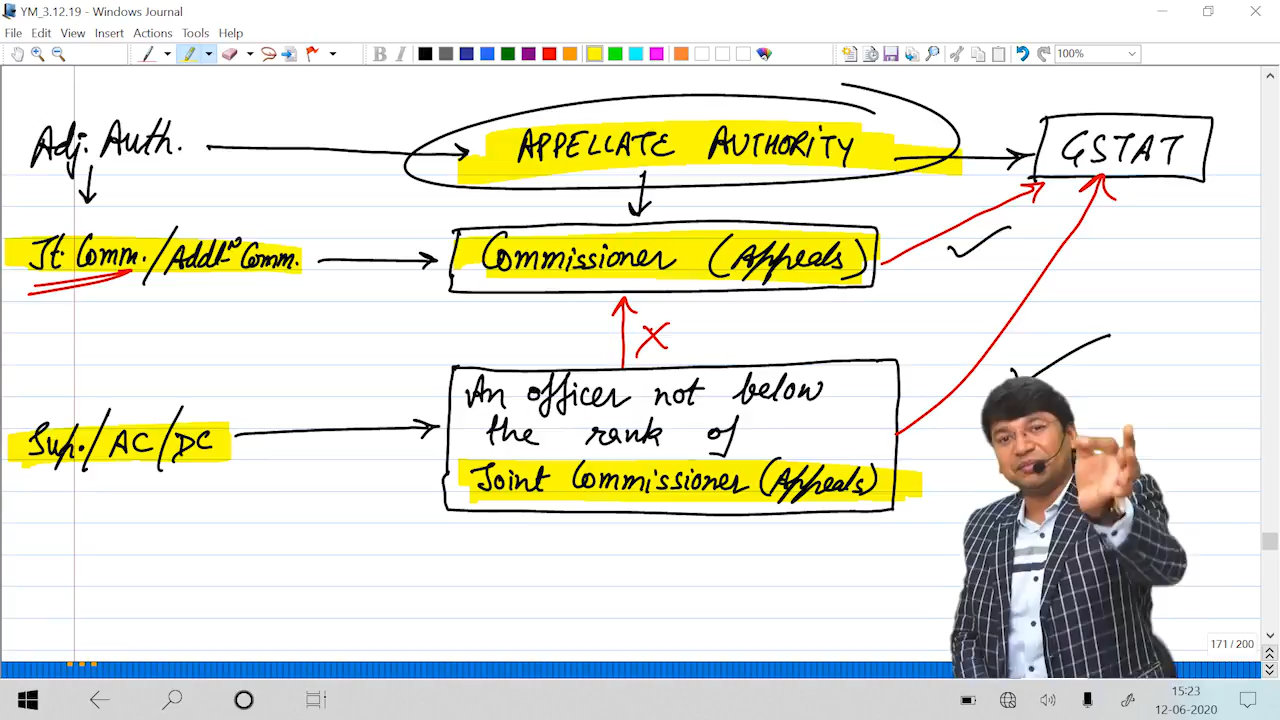 YM_3.12.19 - Windows Journal
File Edit View Insert Actions Tools Help
B I 100%
Adj. Auth. APPELLATE AUTHORITY GSTAT
Jt. Comm. / Addl. Comm. Commissioner (Appeals)
X
An officer not below
the rank of
Sup. / AC / DC
Joint Commissioner (Appeals)
171 / 200
15:23
12-06-2020